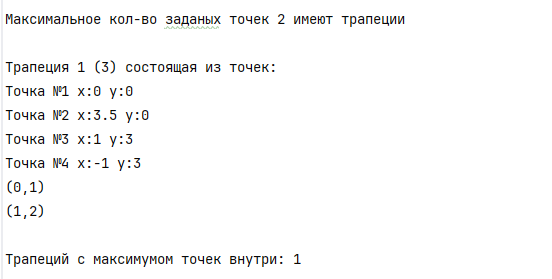 Максимальное кол-во заданых точек 2 имеют трапеции
Трапеция 1 (3) состоящая из точек:
Точка №1 x:0 y:0
Точка №2 x:3.5 y:0
Точка №3 x:1 y:3
Точка №4 x:-1 y:3
(0,1)
(1,2)
Трапеций с максимумом точек внутри: 1